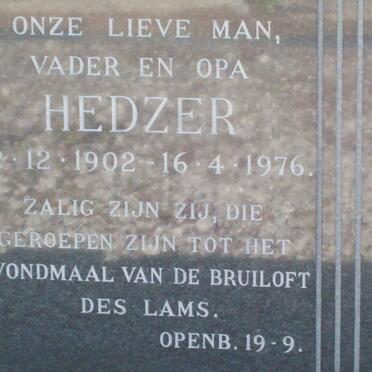 ONZE LIEVE MAN,
VADER EN OPA
HEDZER
2·12·1902-16·4·1976.
ZALIG ZIJN ZIJ, DIE
GEROEPEN ZIJN TOT HET
VONDMAAL VAN DE BRUILOFT
DES LAMS.
OPENB. 19-9.